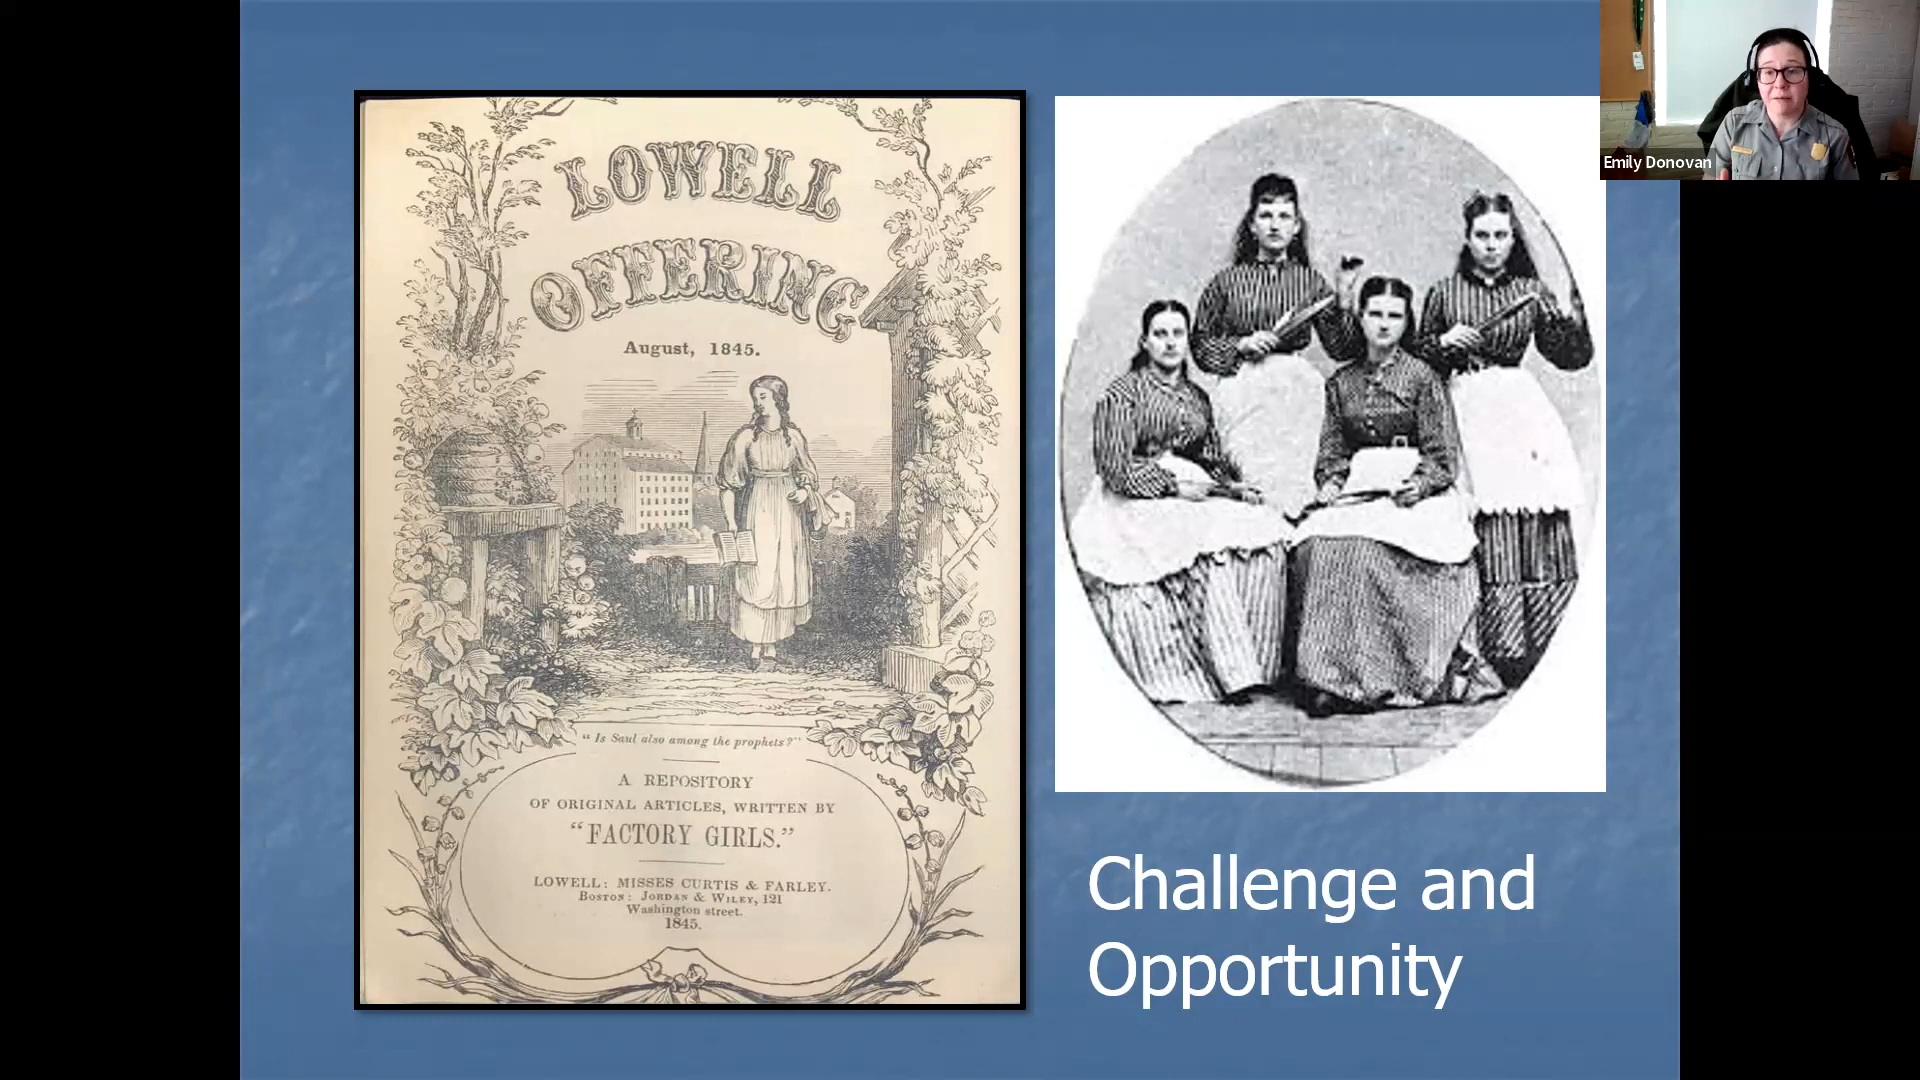 LOWELL
OFFERING
August, 1845.
"Is Saul also among the prophets?"
A REPOSITORY
OF ORIGINAL ARTICLES, WRITTEN BY
"FACTORY GIRLS."
LOWELL: MISSES CURTIS & FARLEY.
BOSTON: JORDAN & WILEY, 121
Washington street.
1845.
Challenge and
Opportunity
Emily Donovan